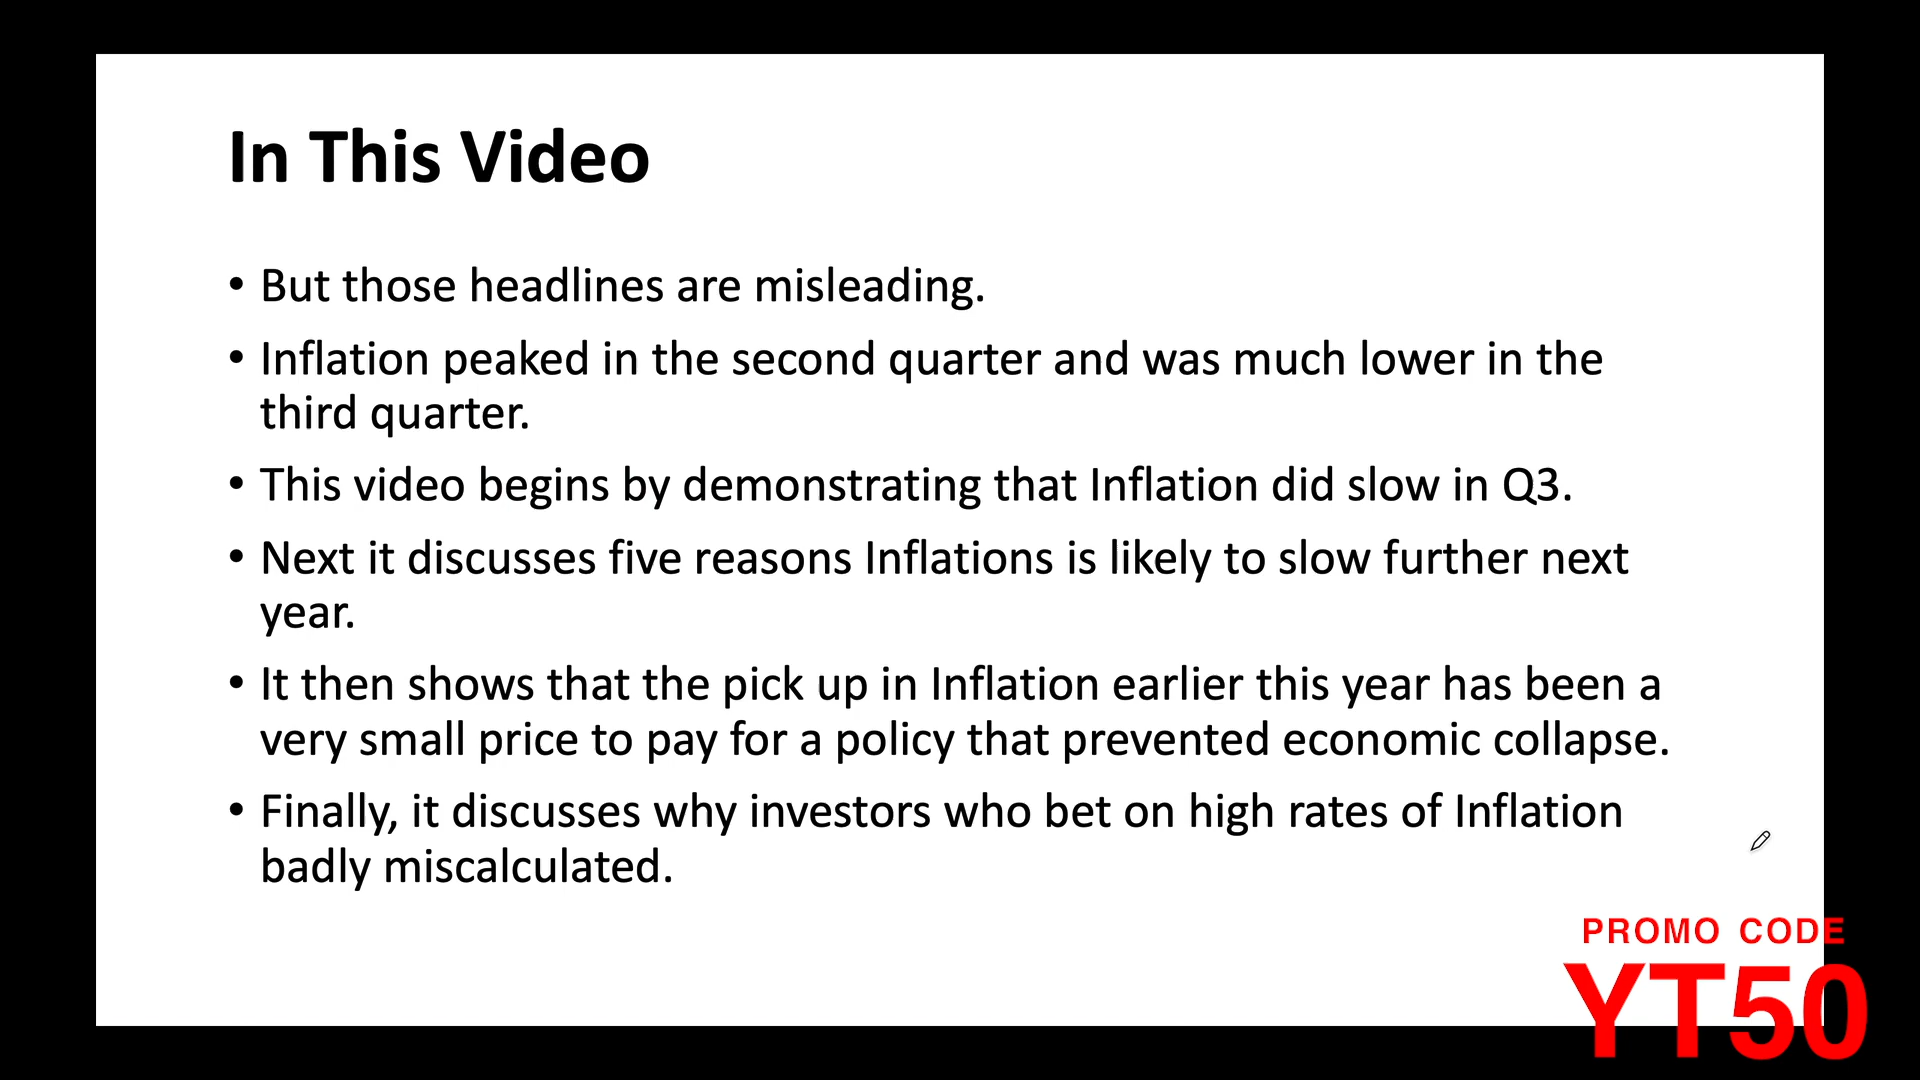 In This Video
• But those headlines are misleading.
• Inflation peaked in the second quarter and was much lower in the
third quarter.
• This video begins by demonstrating that Inflation did slow in Q3.
• Next it discusses five reasons Inflations is likely to slow further next
year.
• It then shows that the pick up in Inflation earlier this year has been a
very small price to pay for a policy that prevented economic collapse.
• Finally, it discusses why investors who bet on high rates of Inflation
badly miscalculated.
PROMO CODE
YT50